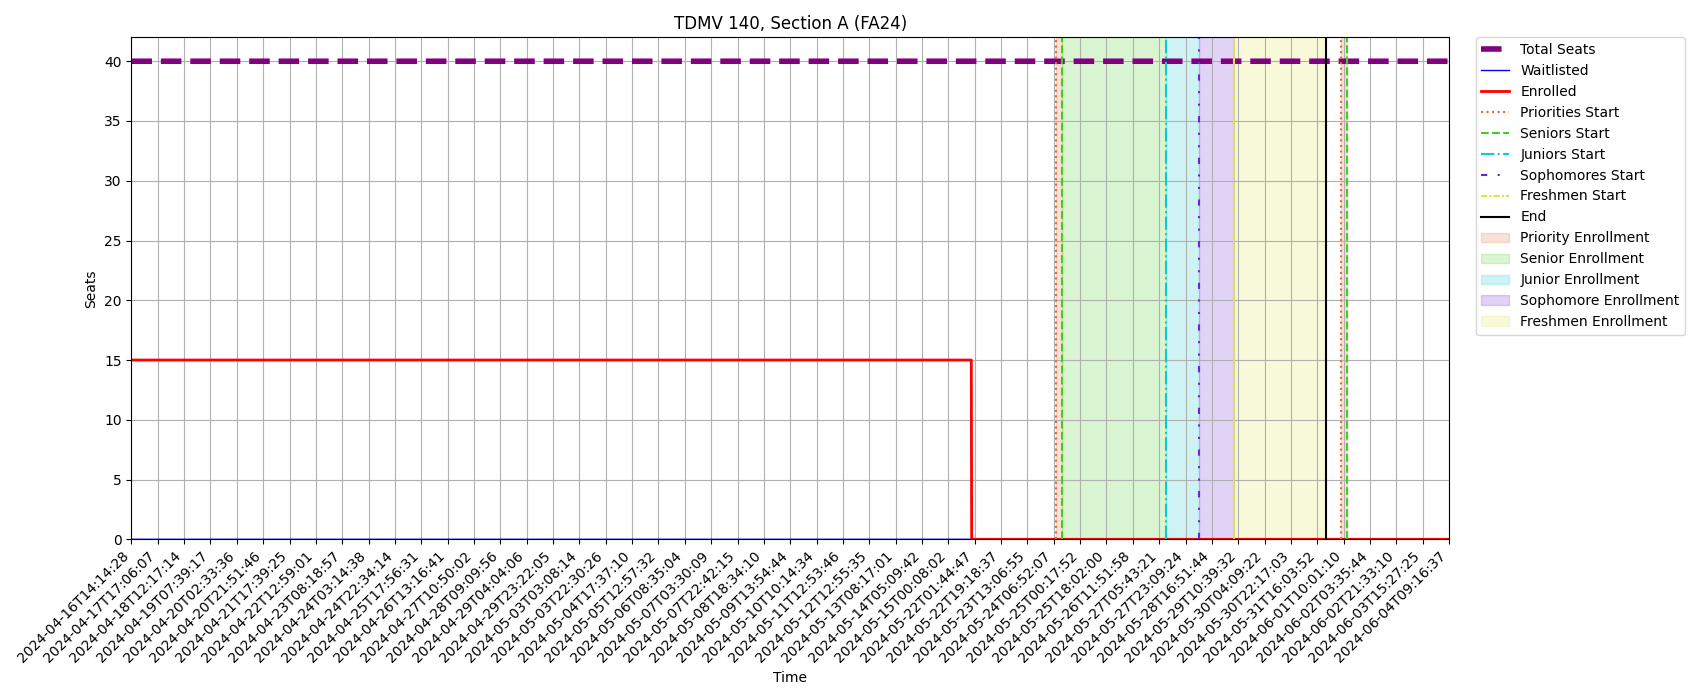 TDMV 140, Section A (FA24)
Total Seats
Waitlisted
Enrolled
Priorities Start
Seniors Start
Juniors Start
Sophomores Start
Freshmen Start
End
Priority Enrollment
Senior Enrollment
Junior Enrollment
Sophomore Enrollment
Freshmen Enrollment
Seats
40
35
30
25
20
15
10
5
0
2024-04-16T14:14:28
2024-04-17T17:06:07
2024-04-18T12:17:14
2024-04-19T07:39:17
2024-04-20T02:33:36
2024-04-20T21:51:46
2024-04-21T17:39:25
2024-04-22T12:59:01
2024-04-23T08:18:57
2024-04-24T03:14:38
2024-04-24T22:34:14
2024-04-25T17:56:31
2024-04-26T13:16:41
2024-04-27T10:50:02
2024-04-28T09:09:56
2024-04-29T04:04:06
2024-04-29T23:22:05
2024-05-03T03:08:14
2024-05-03T22:30:26
2024-05-04T17:37:10
2024-05-05T12:57:32
2024-05-06T08:35:04
2024-05-07T03:30:09
2024-05-07T22:42:15
2024-05-08T18:34:10
2024-05-09T13:54:44
2024-05-10T10:14:34
2024-05-11T12:53:46
2024-05-12T12:55:35
2024-05-13T08:17:01
2024-05-14T05:09:42
2024-05-15T00:08:02
2024-05-22T01:44:47
2024-05-22T19:18:37
2024-05-23T13:06:55
2024-05-24T06:52:07
2024-05-25T00:17:52
2024-05-25T18:02:00
2024-05-26T11:51:58
2024-05-27T05:43:21
2024-05-27T23:09:24
2024-05-28T16:51:44
2024-05-29T10:39:32
2024-05-30T04:09:22
2024-05-30T22:17:03
2024-05-31T16:03:52
2024-06-01T10:01:10
2024-06-02T03:35:44
2024-06-02T21:33:10
2024-06-03T15:27:25
2024-06-04T09:16:37
Time